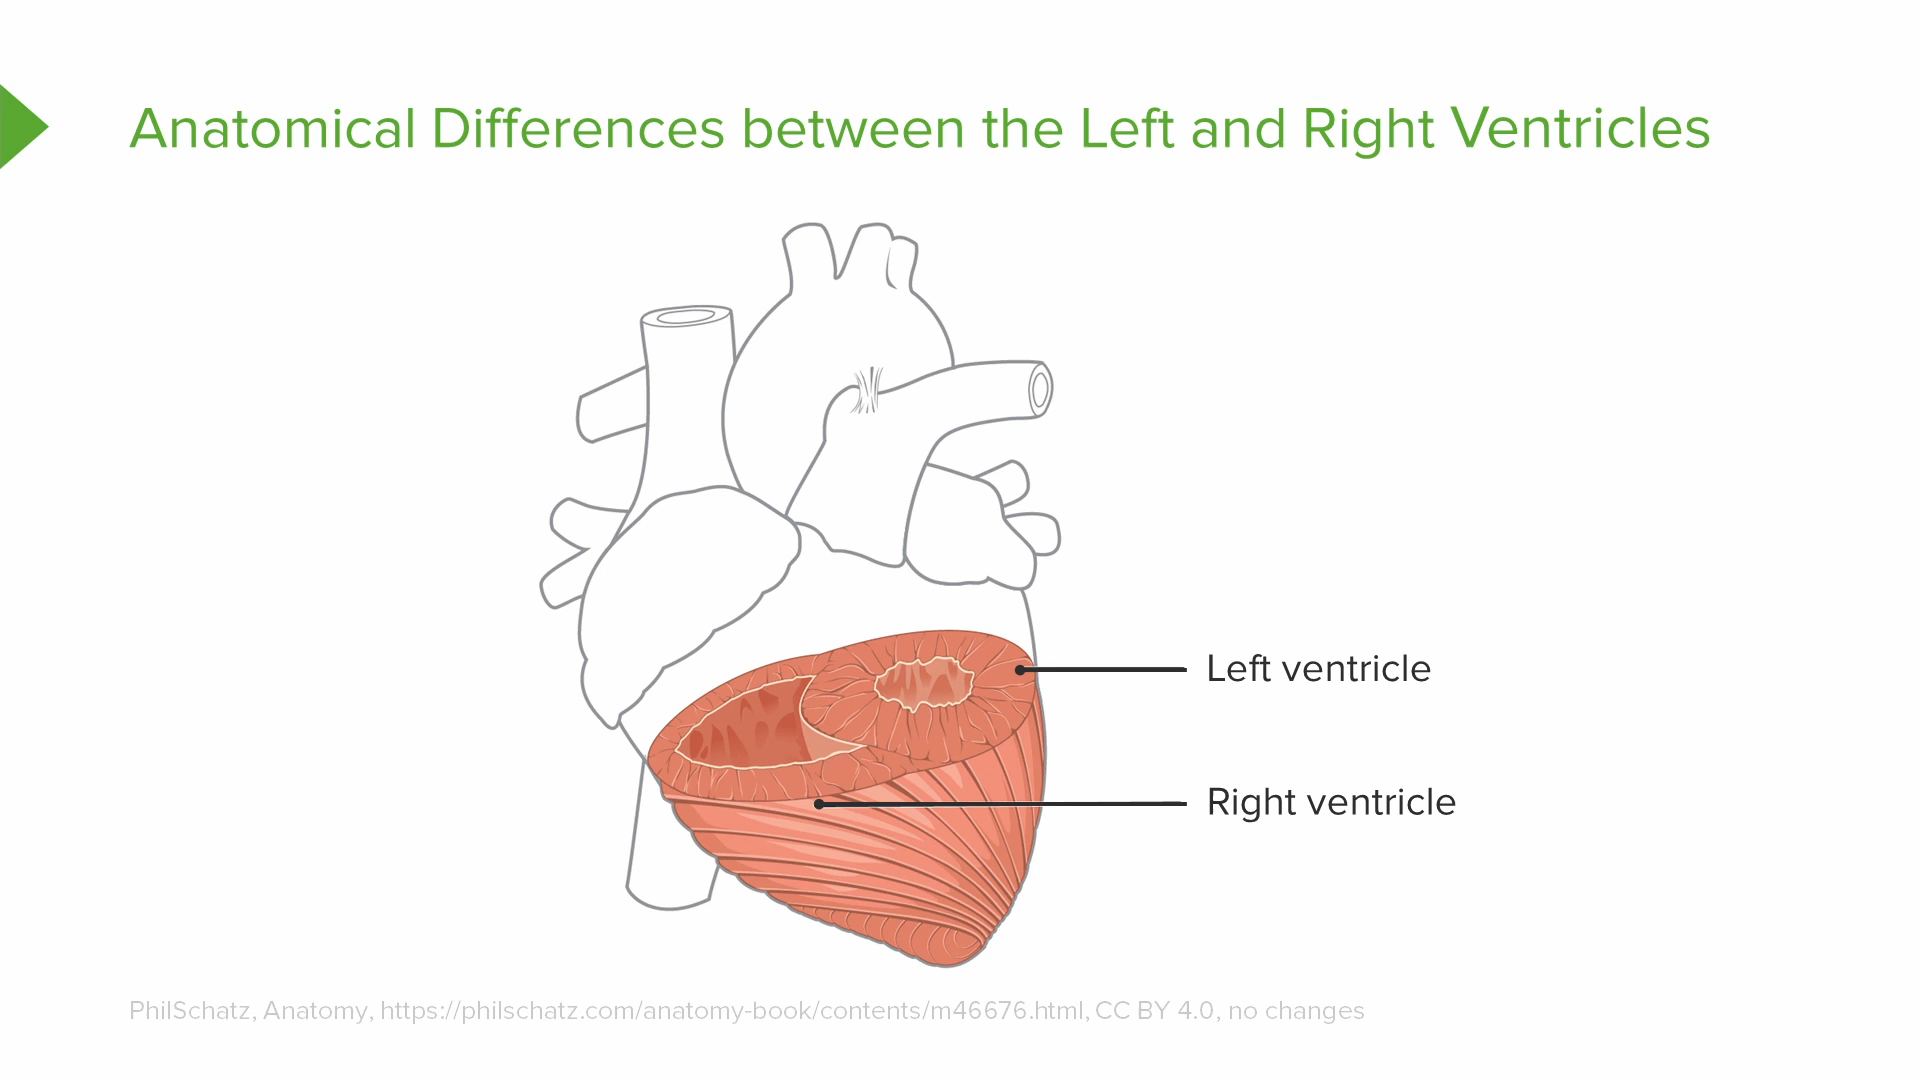 Anatomical Differences between the Left and Right Ventricles
Left ventricle
Right ventricle
PhilSchatz, Anatomy, https://philschatz.com/anatomy-book/contents/m46676.html, CC BY 4.0, no changes